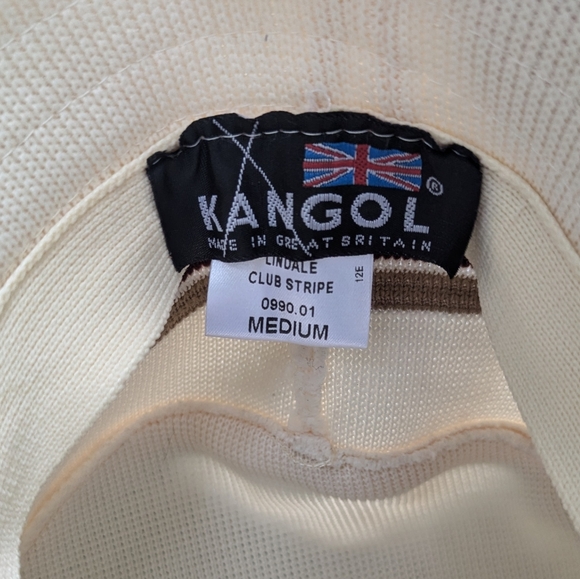 KANGOL ®
MADE IN GREAT BRITAIN
LINDALE
CLUB STRIPE
0990.01
MEDIUM
12E